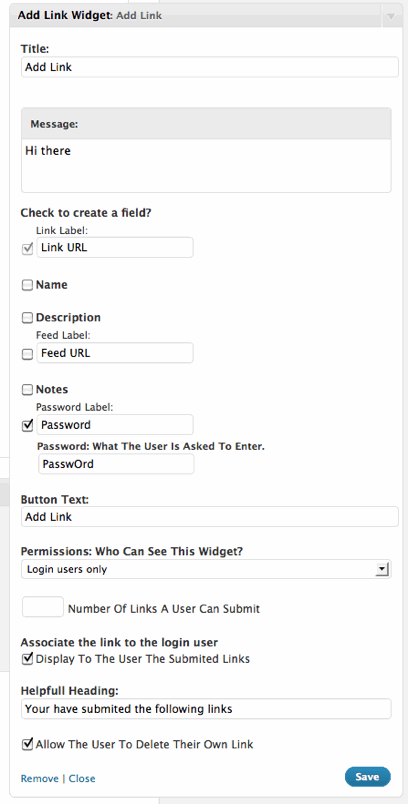 Add Link Widget: Add Link
Title:
Add Link
Message:
Hi there
Check to create a field?
Link Label:
Link URL
Name
Description
Feed Label:
Feed URL
Notes
Password Label:
Password
Password: What The User Is Asked To Enter.
PasswOrd
Button Text:
Add Link
Permissions: Who Can See This Widget?
Login users only
Number Of Links A User Can Submit
Associate the link to the login user
Display To The User The Submited Links
Helpfull Heading:
Your have submited the following links
Allow The User To Delete Their Own Link
Remove | Close Save